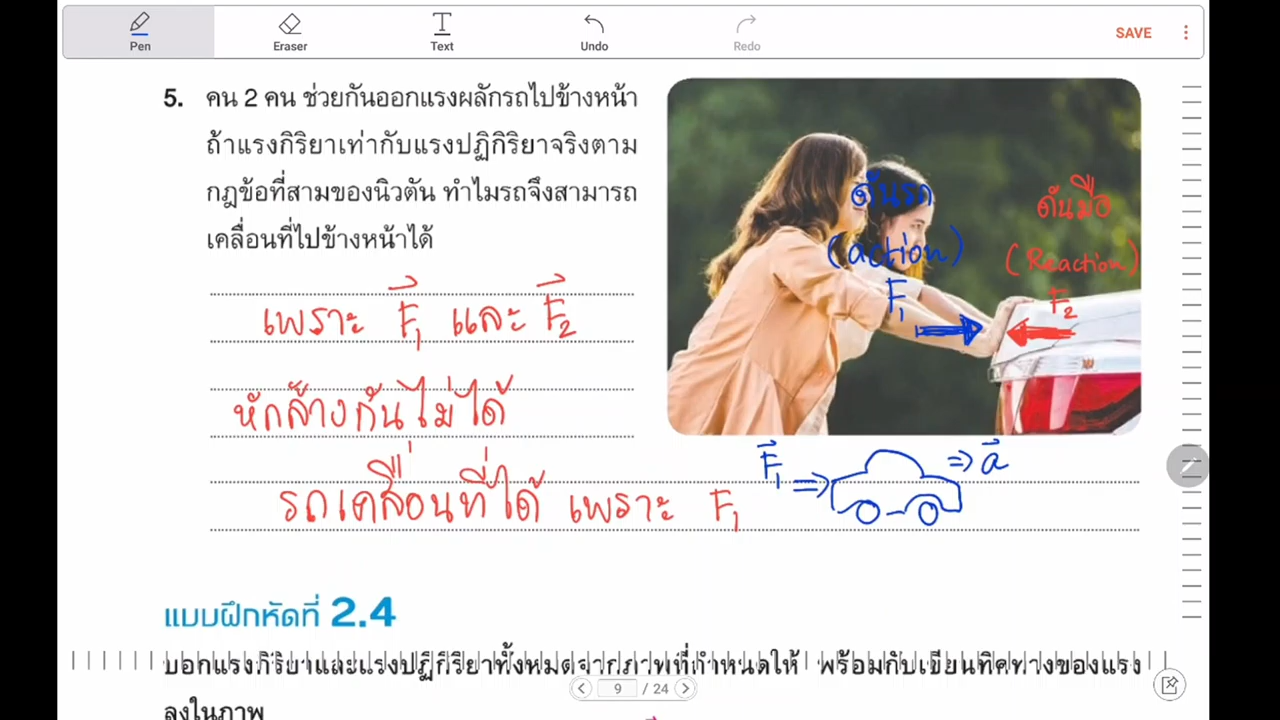 Pen
Eraser
Text
Undo
Redo
SAVE
5. คน 2 คน ช่วยกันออกแรงผลักรถไปข้างหน้า
ถ้าแรงกิริยาเท่ากับแรงปฏิกิริยาจริงตาม
กฎข้อที่สามของนิวตัน ทำไมรถจึงสามารถ
เคลื่อนที่ไปข้างหน้าได้
เพราะ F₁ และ F₂
หักล้างกันไม่ได้
รถเคลื่อนที่ได้ เพราะ F₁
ดันรถ
(action)
F₁
ดันมือ
(Reaction)
F₂
F₁ ⇒
⇒ a
แบบฝึกหัดที่ 2.4
บอกแรงกิริยาและแรงปฏิกิริยาทั้งหมดจากภาพที่กำหนดให้ พร้อมกับเขียนทิศทางของแรง
ลงในภาพ
9 / 24